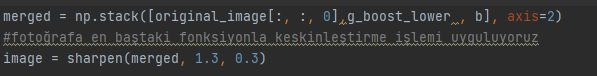 merged = np.stack([original_image[:, :, 0],g_boost_lower , b], axis=2)
#fotoğrafa en baştaki fonksiyonla keskinleştirme işlemi uyguluyoruz
image = sharpen(merged, 1.3, 0.3)